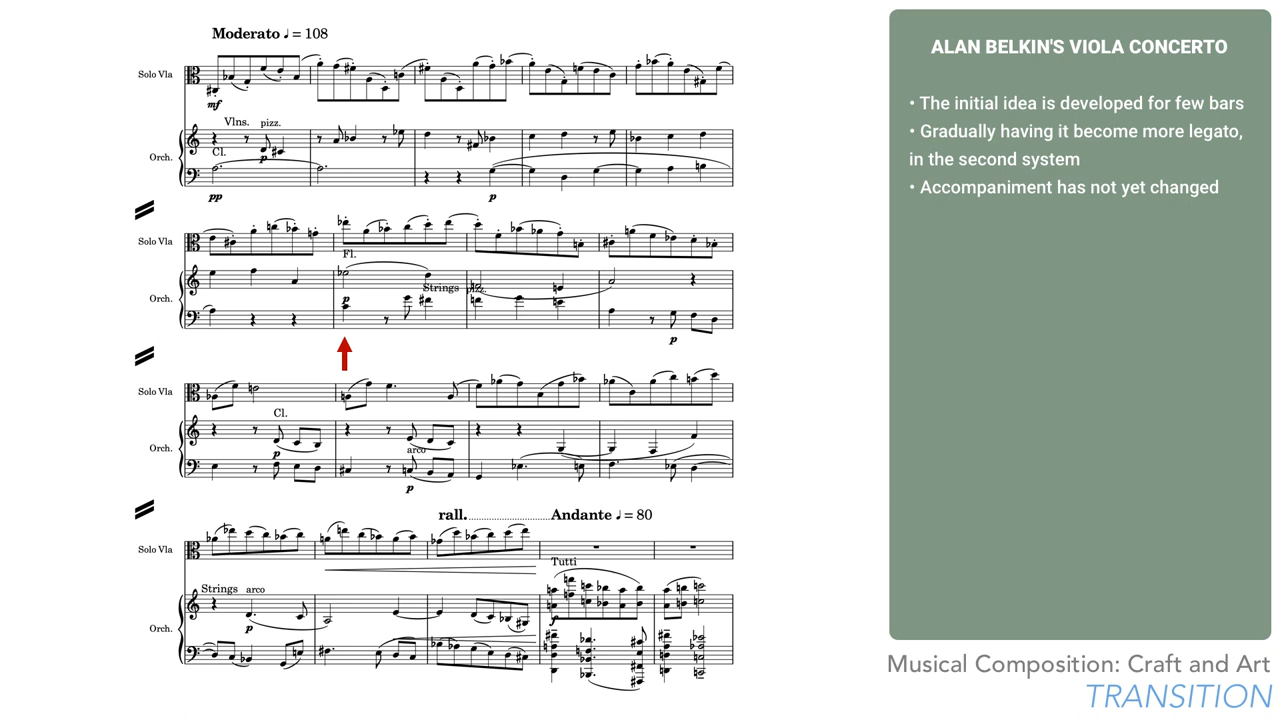 Moderato ♩ = 108
Solo Vla
mf
Vlns. pizz.
Cl.
p
Orch.
pp
p
Solo Vla
Fl.
Strings pizz.
Orch.
p
p
Solo Vla
Cl.
p
Orch.
arco
p
rall. Andante ♩ = 80
Solo Vla
Tutti
Strings arco
p
f
Orch.
ALAN BELKIN'S VIOLA CONCERTO
• The initial idea is developed for few bars
• Gradually having it become more legato,
in the second system
• Accompaniment has not yet changed
Musical Composition: Craft and Art
TRANSITION